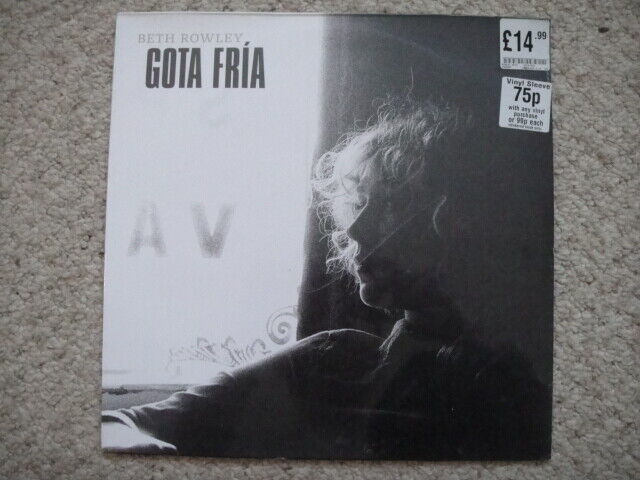 BETH ROWLEY
GOTA FRÍA
£14.99
Vinyl Sleeve
75p
with any vinyl
purchase
or 99p each
A V